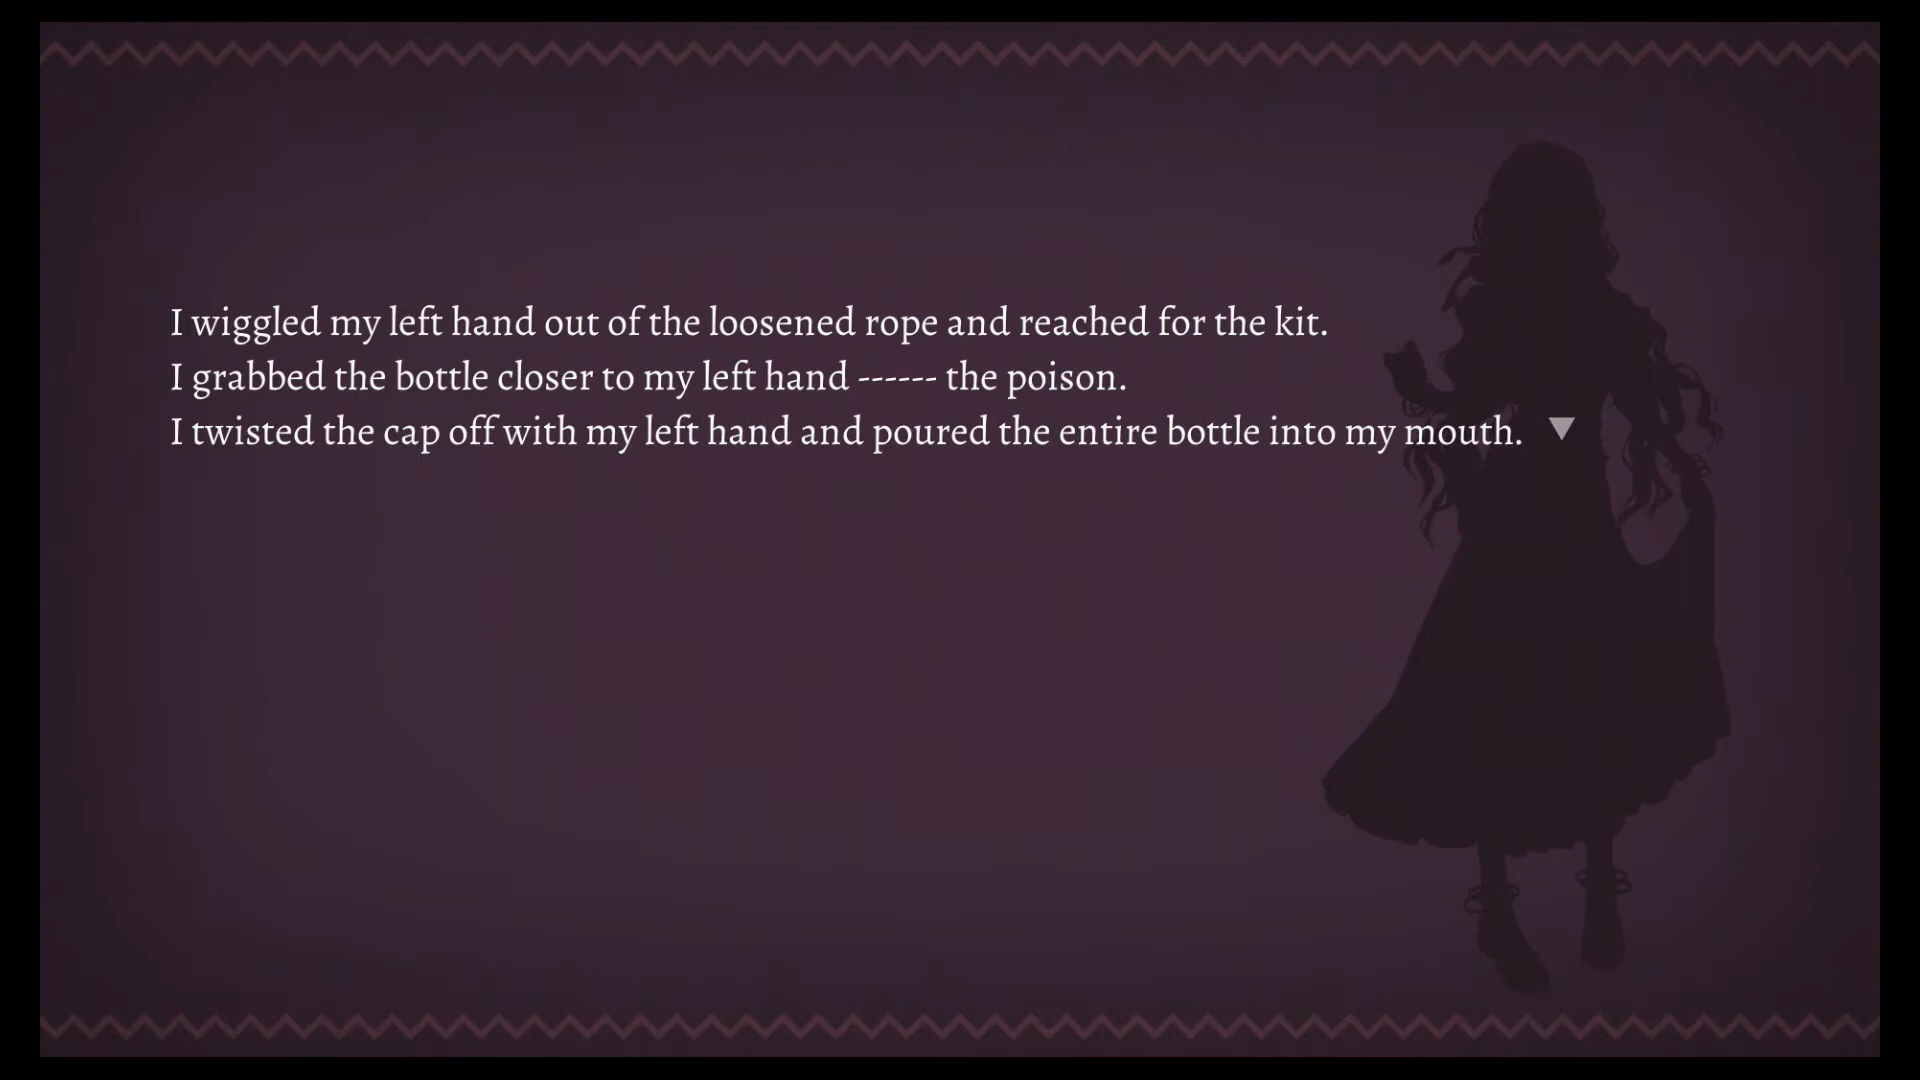 I wiggled my left hand out of the loosened rope and reached for the kit.
I grabbed the bottle closer to my left hand ------ the poison.
I twisted the cap off with my left hand and poured the entire bottle into my mouth.